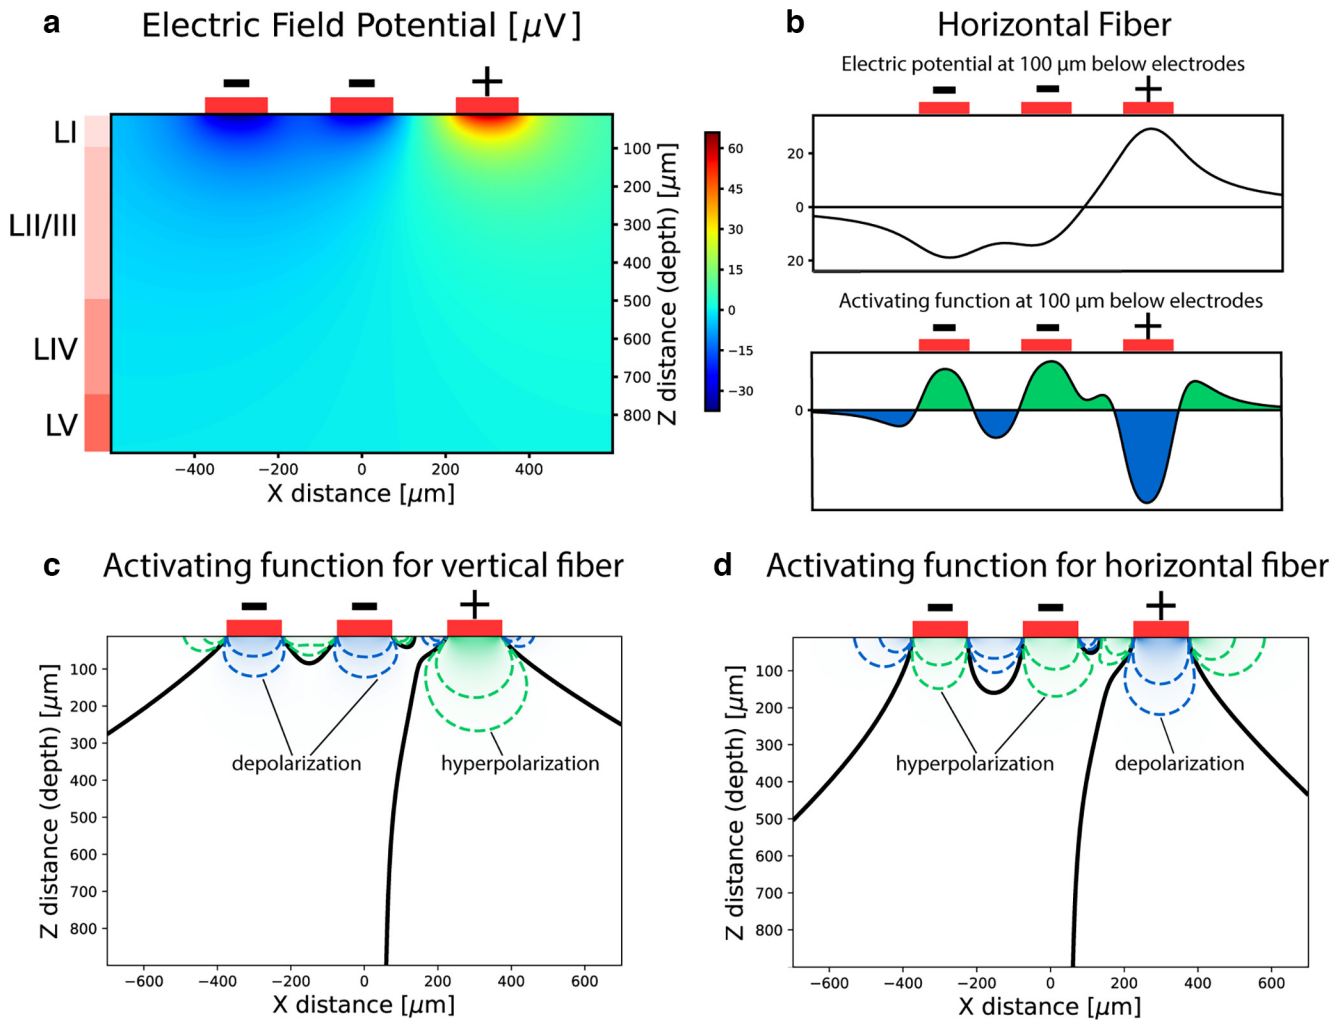 a Electric Field Potential [μV]
− − +
LI
LII/III
LIV
LV
100
200
300
400
500
600
700
800
Z distance (depth) [μm]
−400 −200 0 200 400
X distance [μm]
60
45
30
15
0
−15
−30
b Horizontal Fiber
Electric potential at 100 μm below electrodes
− − +
20
0
20
Activating function at 100 μm below electrodes
− − +
0
c Activating function for vertical fiber
− − +
100
200
300
400
500
600
700
800
Z distance (depth) [μm]
depolarization hyperpolarization
−600 −400 −200 0 200 400 600
X distance [μm]
d Activating function for horizontal fiber
− − +
100
200
300
400
500
600
700
800
Z distance (depth) [μm]
hyperpolarization depolarization
−600 −400 −200 0 200 400 600
X distance [μm]